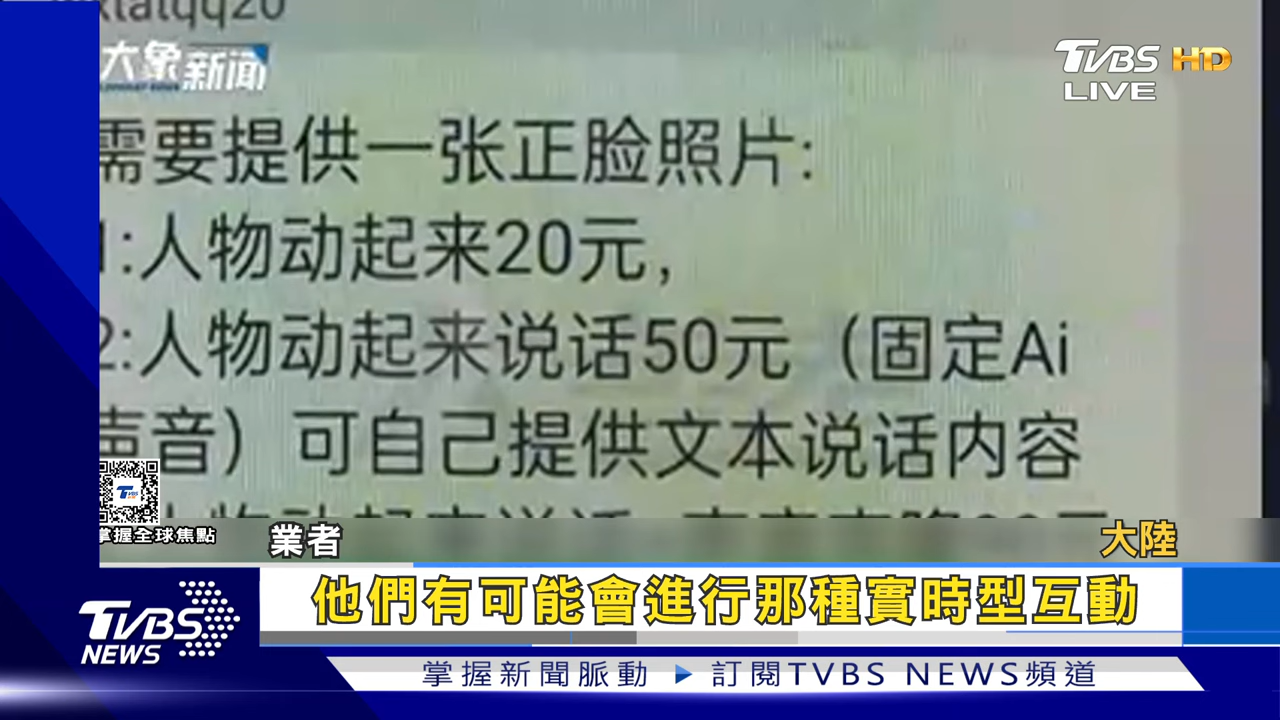 大象新闻
TVBS HD
LIVE
需要提供一张正脸照片:
1:人物动起来20元,
2:人物动起来说话50元（固定Ai
声音）可自己提供文本说话内容
掌握全球焦點
業者
大陸
他們有可能會進行那種實時型互動
TVBS
NEWS
掌握新聞脈動 ▶ 訂閱TVBS NEWS頻道